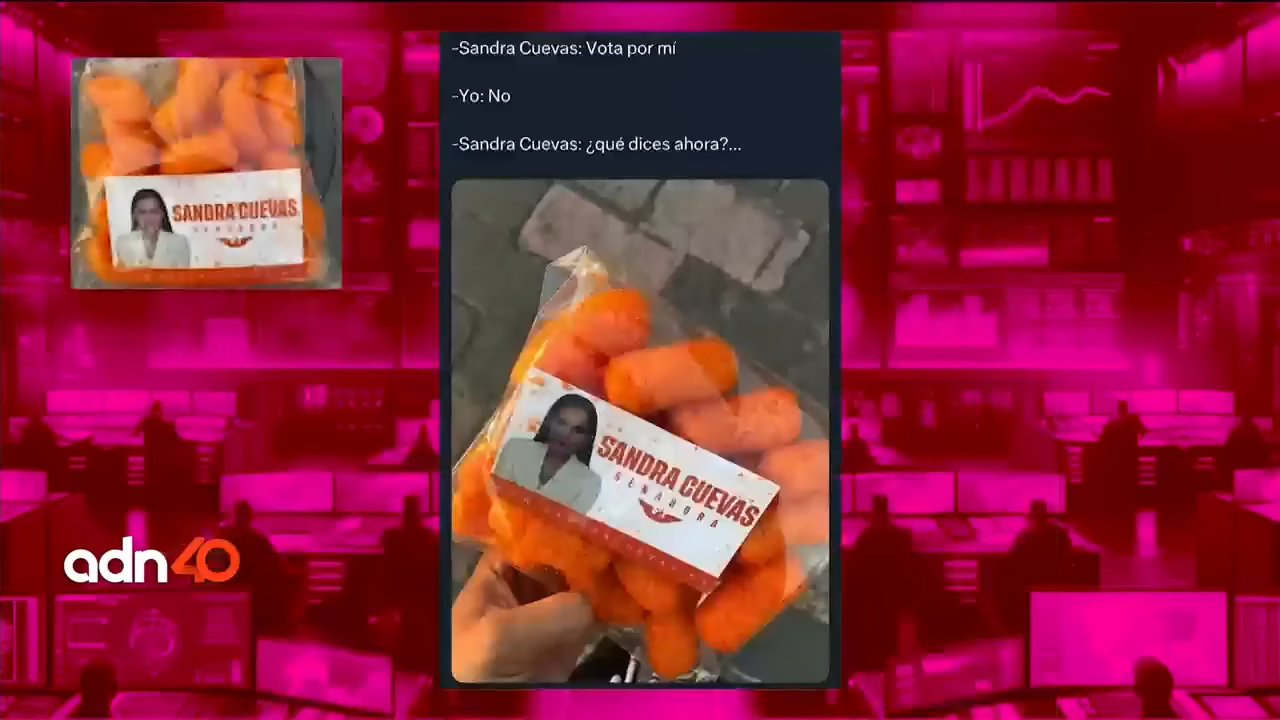 -Sandra Cuevas: Vota por mí
-Yo: No
-Sandra Cuevas: ¿qué dices ahora?...
SANDRA CUEVAS
SENADORA
SANDRA CUEVAS
SENADORA
adn40